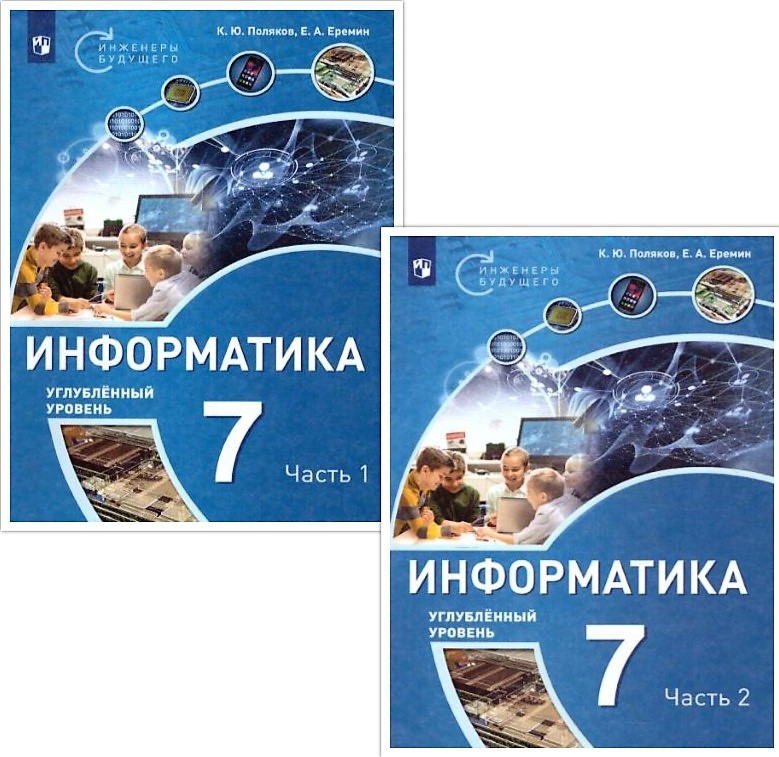 К. Ю. Поляков, Е. А. Еремин
ИНЖЕНЕРЫ
БУДУЩЕГО
ИНФОРМАТИКА
УГЛУБЛЁННЫЙ
УРОВЕНЬ
7
Часть 1
К. Ю. Поляков, Е. А. Еремин
ИНЖЕНЕРЫ
БУДУЩЕГО
ИНФОРМАТИКА
УГЛУБЛЁННЫЙ
УРОВЕНЬ
7
Часть 2